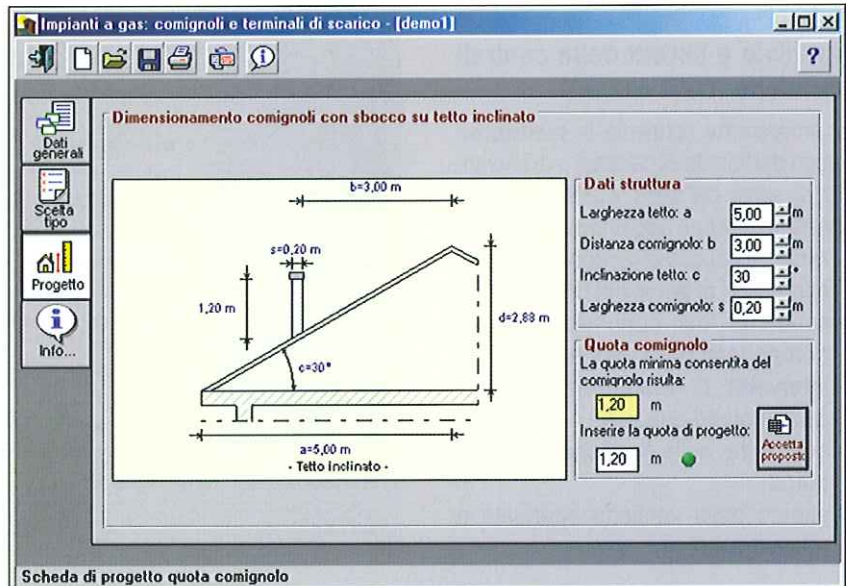 Impianti a gas: comignoli e terminali di scarico - [demo1]
?
Dati generali
Scelta tipo
Progetto
Info...
Dimensionamento comignoli con sbocco su tetto inclinato
b=3,00 m
s=0,20 m
1,20 m
c=30°
d=2,88 m
a=5,00 m
- Tetto inclinato -
Dati struttura
Larghezza tetto: a 5,00 m
Distanza comignolo: b 3,00 m
Inclinazione tetto: c 30 °
Larghezza comignolo: s 0,20 m
Quota comignolo
La quota minima consentita del
comignolo risulta:
1,20 m
Inserire la quota di progetto:
1,20 m
Accetta
proposte
Scheda di progetto quota comignolo